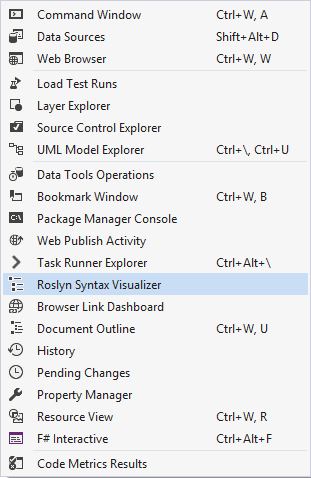 Command Window Ctrl+W, A
Data Sources Shift+Alt+D
Web Browser Ctrl+W, W
Load Test Runs
Layer Explorer
Source Control Explorer
UML Model Explorer Ctrl+\, Ctrl+U
Data Tools Operations
Bookmark Window Ctrl+W, B
C:\ Package Manager Console
Web Publish Activity
Task Runner Explorer Ctrl+Alt+\
Roslyn Syntax Visualizer
Browser Link Dashboard
Document Outline Ctrl+W, U
History
Pending Changes
Property Manager
Resource View Ctrl+W, R
F# Interactive Ctrl+Alt+F
Code Metrics Results